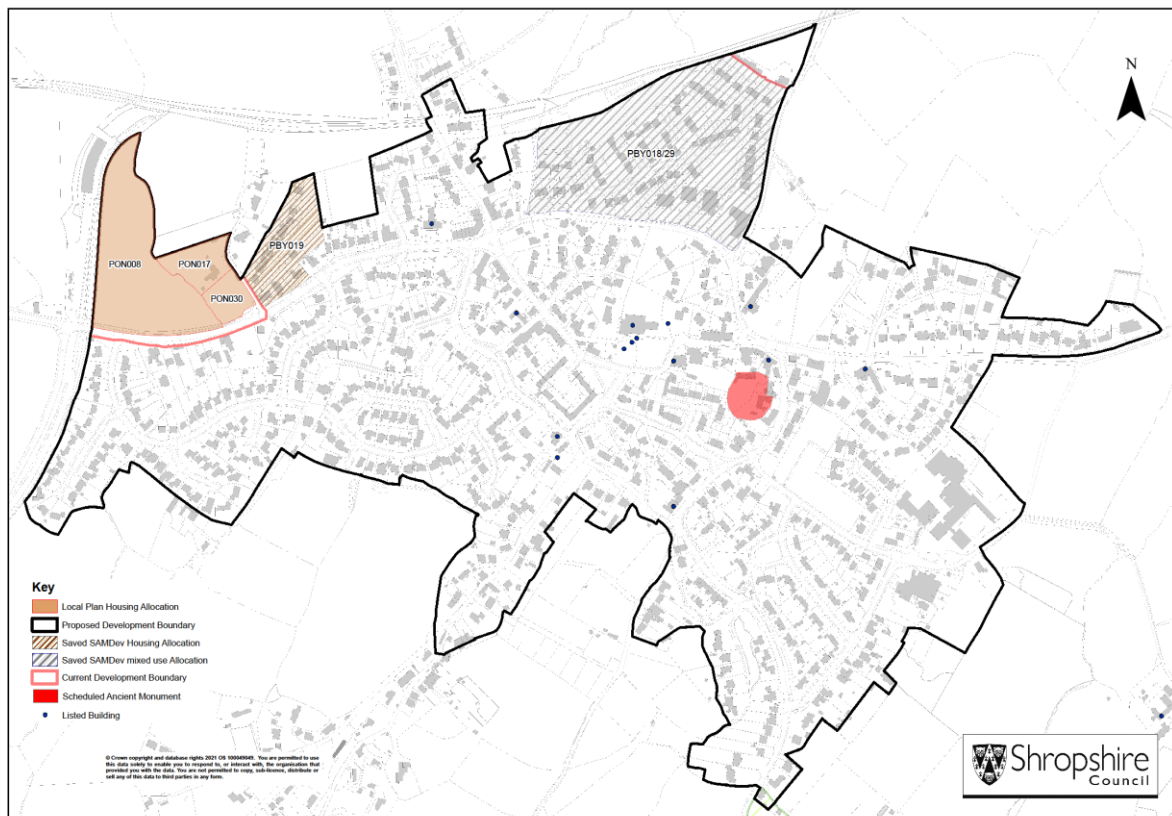 N
PBY018/29
PBY019
PON008
PON017
PON030
Key
Local Plan Housing Allocation
Proposed Development Boundary
Saved SAMDev Housing Allocation
Saved SAMDev mixed use Allocation
Current Development Boundary
Scheduled Ancient Monument
Listed Building
© Crown copyright and database rights 2021 OS 100049049. You are permitted to use
this data solely to enable you to respond to, or interact with, the organisation that
provided you with the data. You are not permitted to copy, sub-licence, distribute or
sell any of this data to third parties in any form.
Shropshire
Council